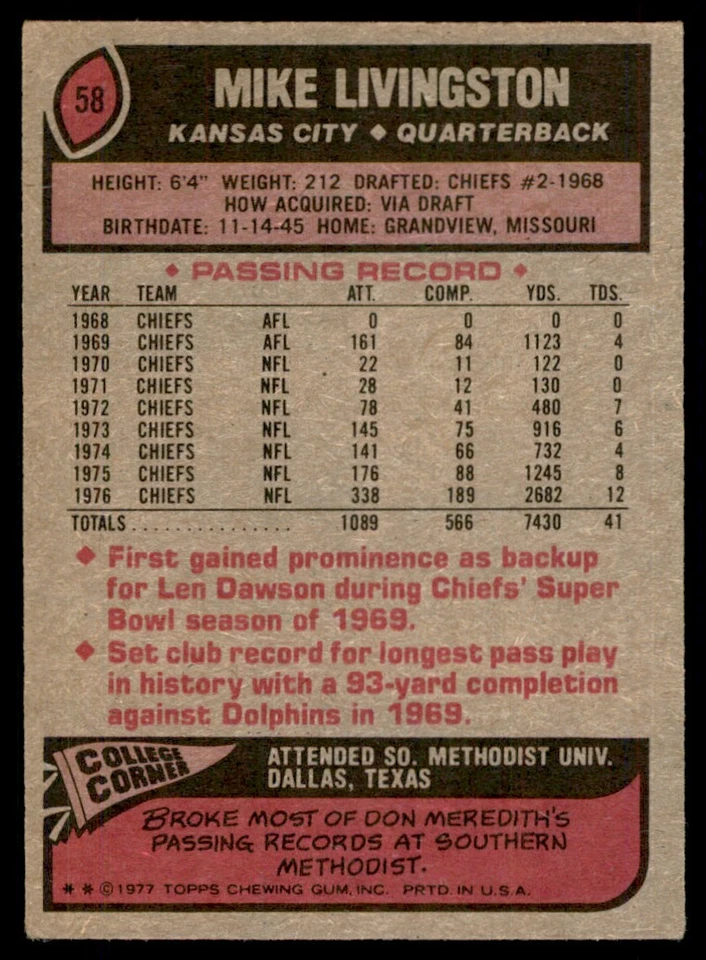 58
MIKE LIVINGSTON
KANSAS CITY ◆ QUARTERBACK
HEIGHT: 6'4" WEIGHT: 212 DRAFTED: CHIEFS #2-1968
HOW ACQUIRED: VIA DRAFT
BIRTHDATE: 11-14-45 HOME: GRANDVIEW, MISSOURI
◆ PASSING RECORD ◆
YEAR TEAM ATT. COMP. YDS. TDS.
1968 CHIEFS AFL 0 0 0 0
1969 CHIEFS AFL 161 84 1123 4
1970 CHIEFS NFL 22 11 122 0
1971 CHIEFS NFL 28 12 130 0
1972 CHIEFS NFL 78 41 480 7
1973 CHIEFS NFL 145 75 916 6
1974 CHIEFS NFL 141 66 732 4
1975 CHIEFS NFL 176 88 1245 8
1976 CHIEFS NFL 338 189 2682 12
TOTALS............... 1089 566 7430 41
◆ First gained prominence as backup
for Len Dawson during Chiefs' Super
Bowl season of 1969.
◆ Set club record for longest pass play
in history with a 93-yard completion
against Dolphins in 1969.
COLLEGE
CORNER
ATTENDED SO. METHODIST UNIV.
DALLAS, TEXAS
BROKE MOST OF DON MEREDITH'S
PASSING RECORDS AT SOUTHERN
METHODIST.
* * ©1977 TOPPS CHEWING GUM, INC. PRTD. IN U.S.A.